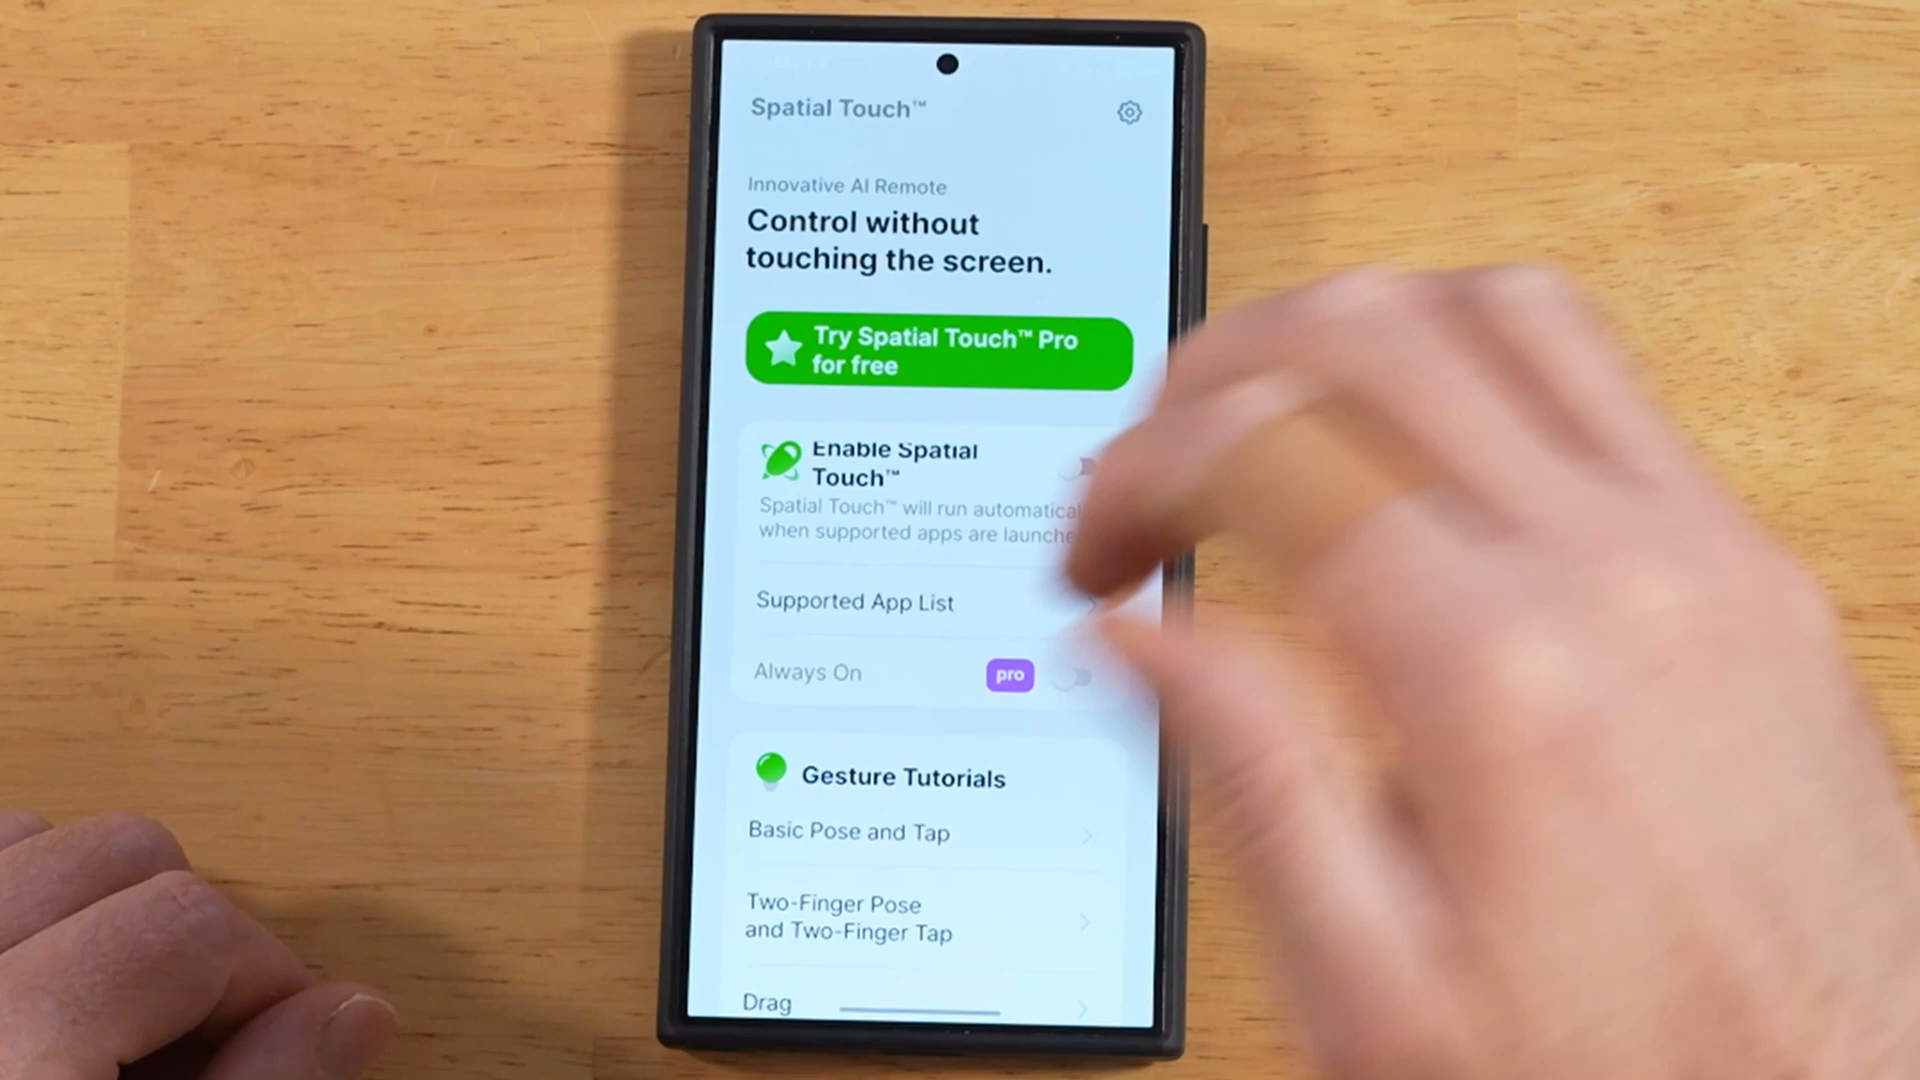 Spatial Touch™
Innovative AI Remote
Control without
touching the screen.
Try Spatial Touch™ Pro
for free
Enable Spatial
Touch™
Spatial Touch™ will run automatical
when supported apps are launche
Supported App List
Always On
pro
Gesture Tutorials
Basic Pose and Tap
Two-Finger Pose
and Two-Finger Tap
Drag